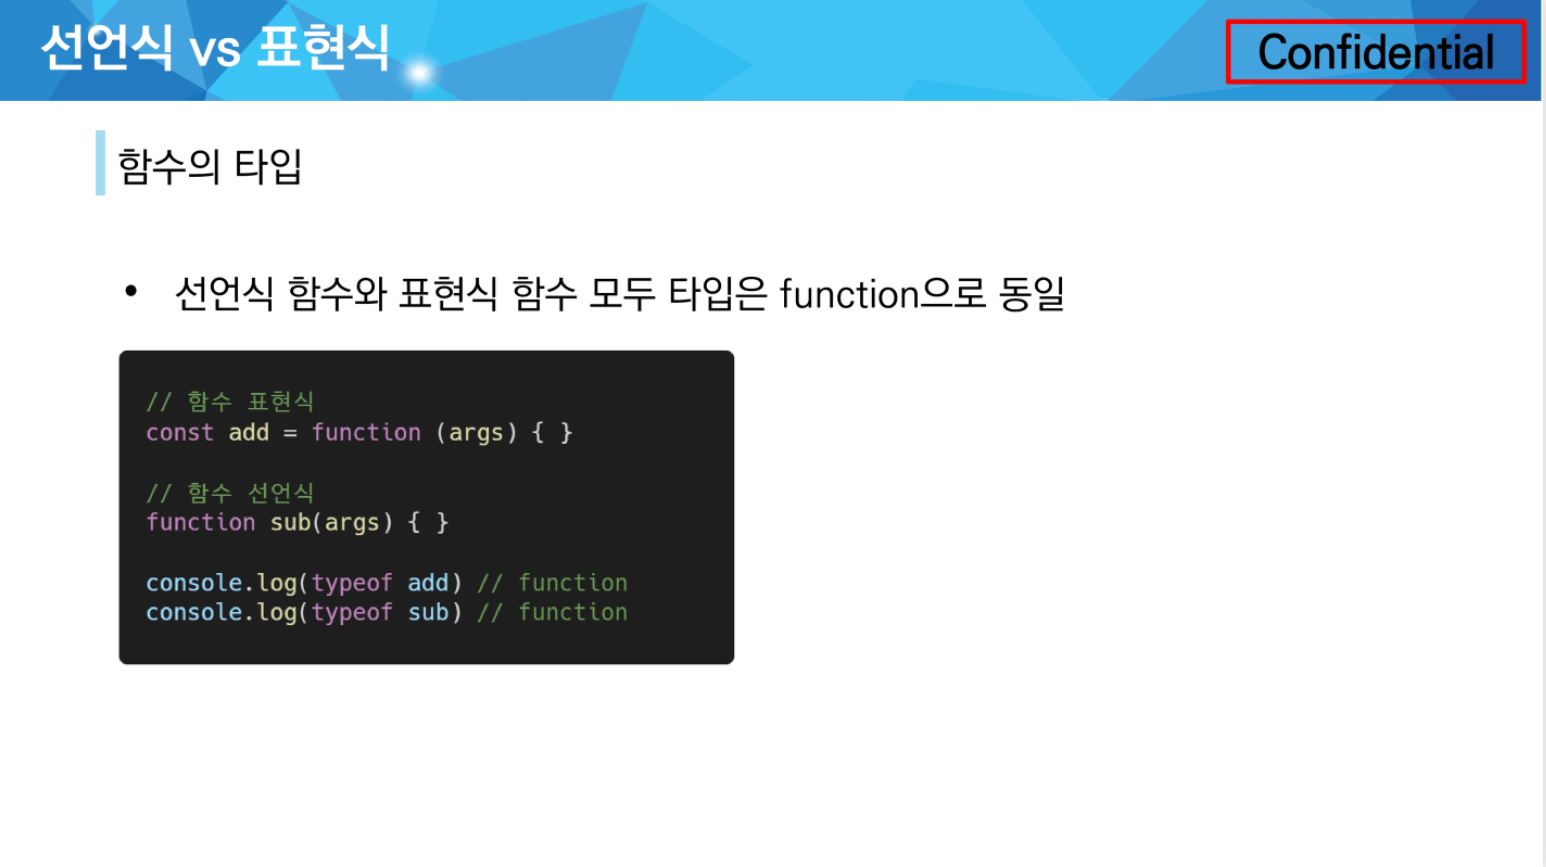 선언식 vs 표현식
Confidential
함수의 타입
• 선언식 함수와 표현식 함수 모두 타입은 function으로 동일
// 함수 표현식
const add = function (args) { }
// 함수 선언식
function sub(args) { }
console.log(typeof add) // function
console.log(typeof sub) // function